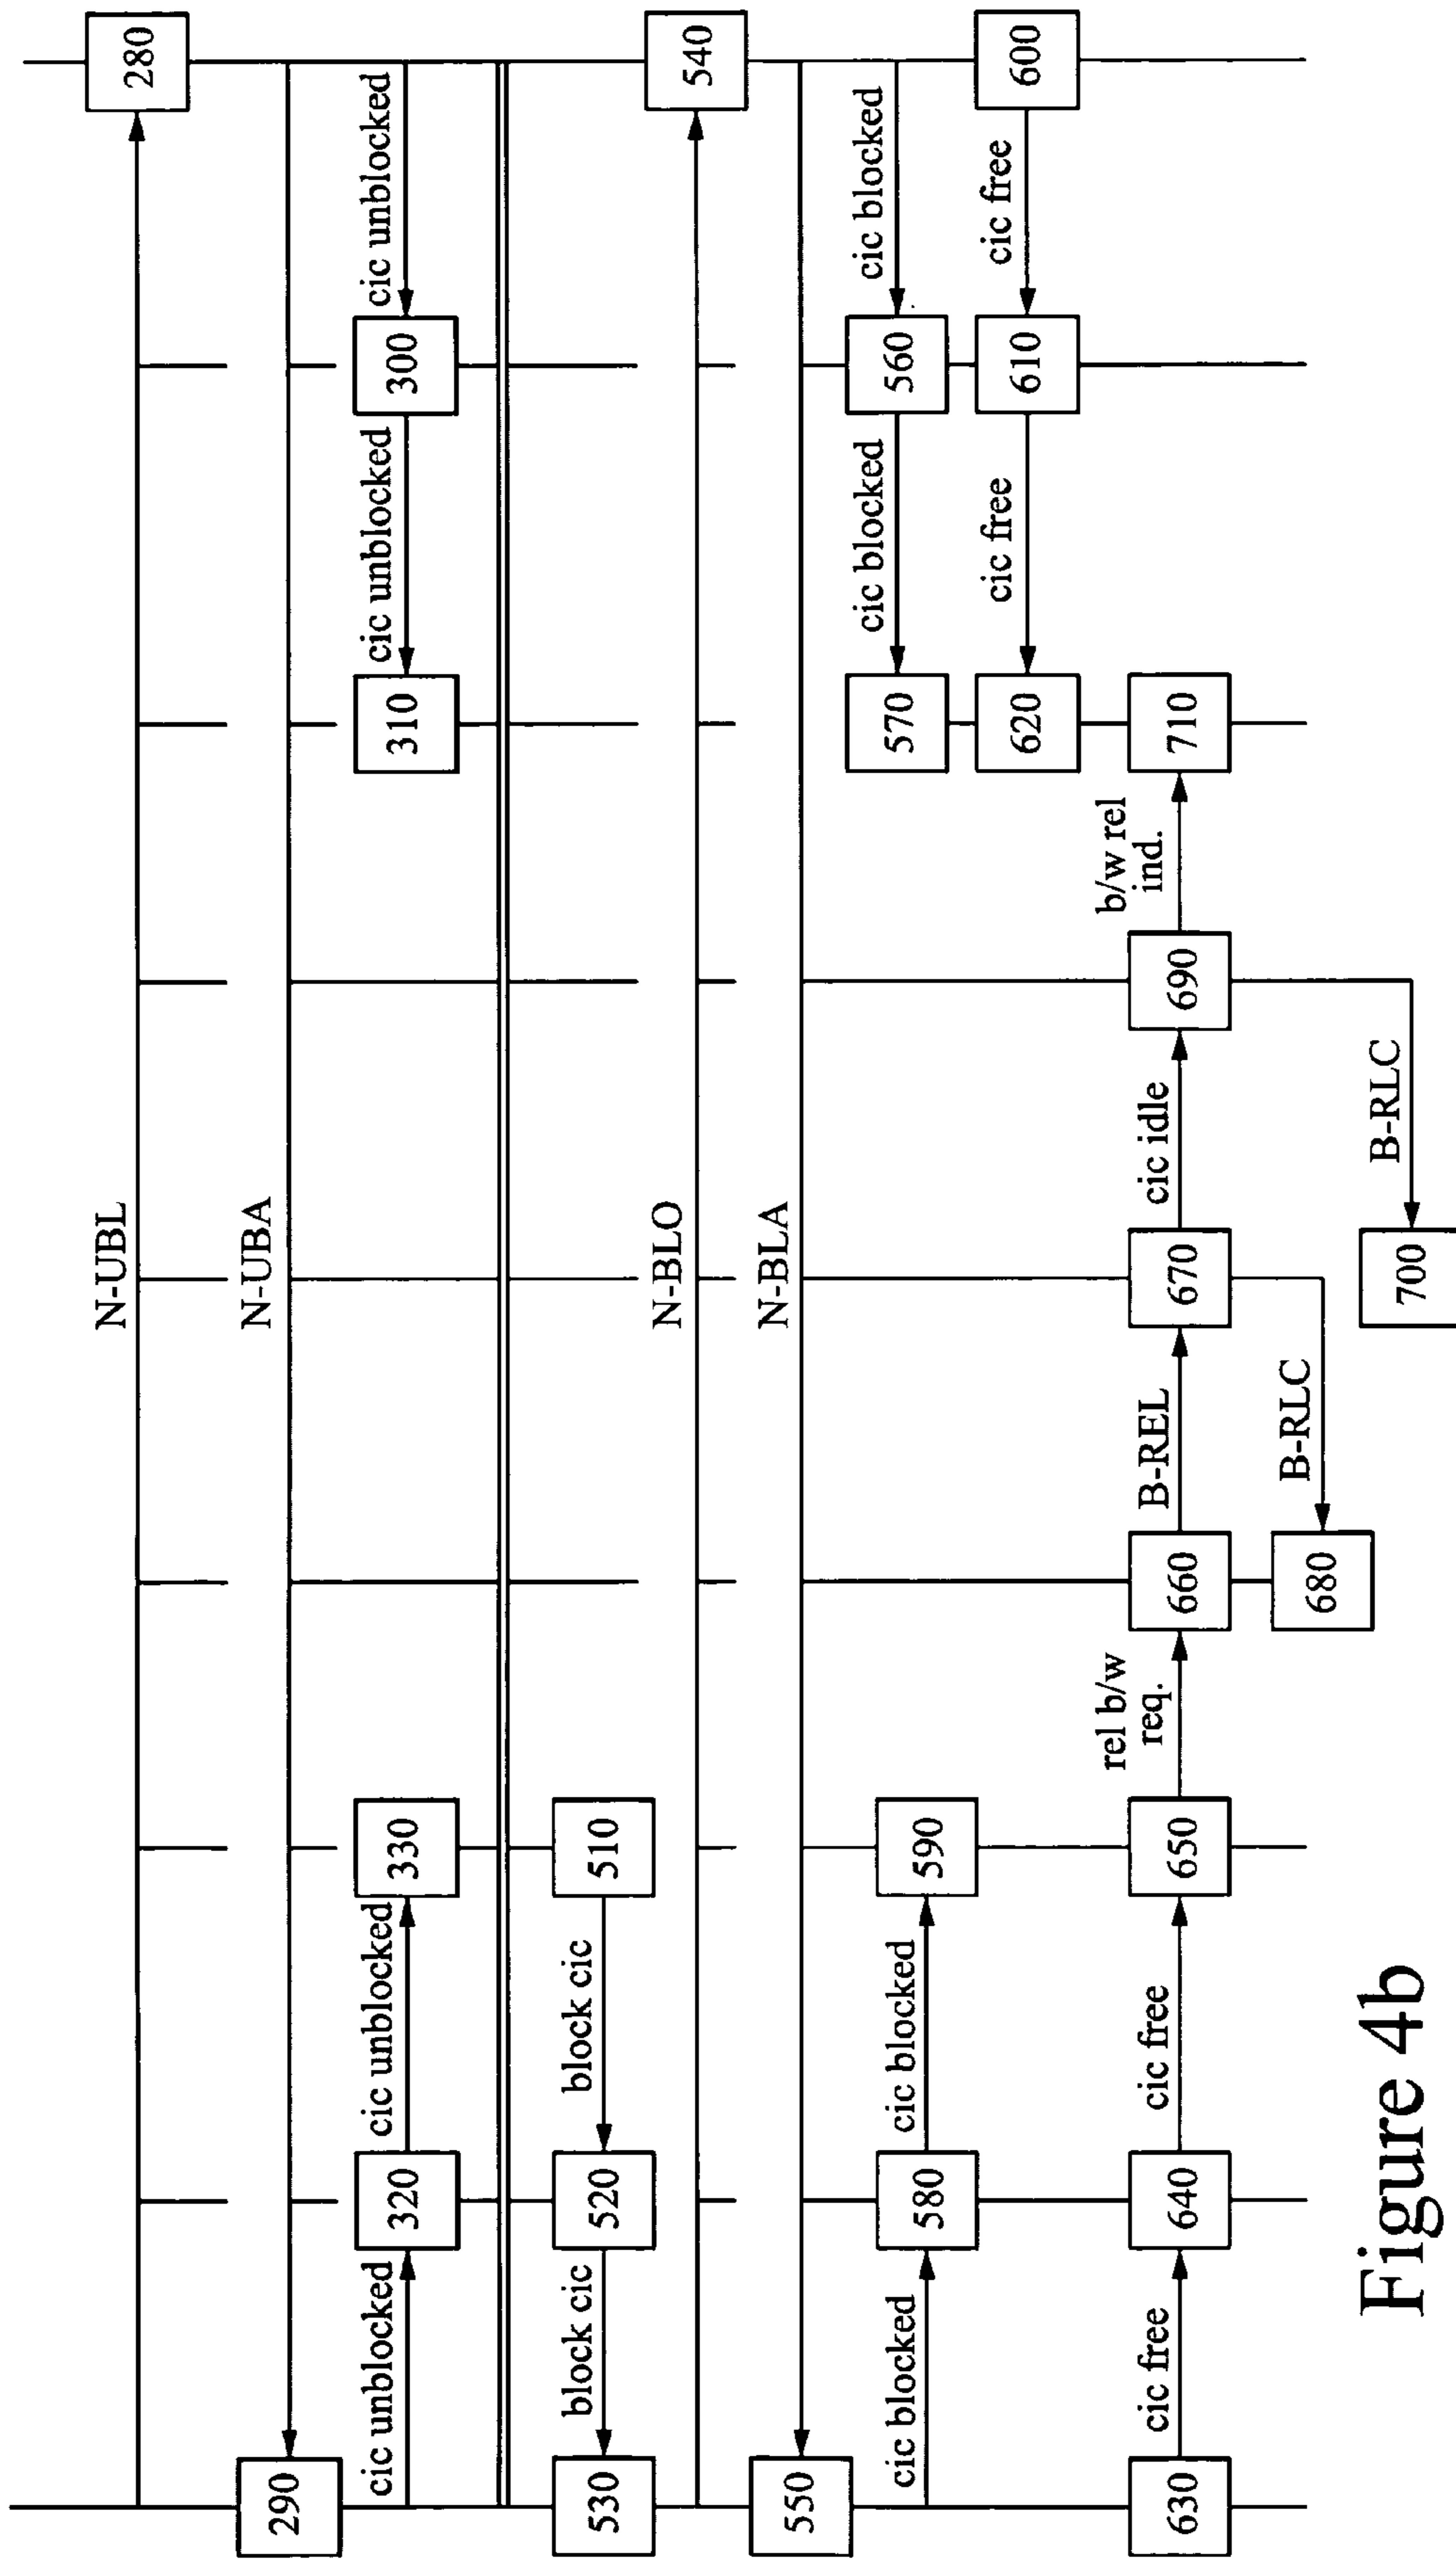 N-UBL
280
N-UBA
290
cic unblocked
320
cic unblocked
330
310
cic unblocked
300
cic unblocked
530
block cic
520
block cic
510
N-BLO
540
N-BLA
550
cic blocked
580
cic blocked
590
570
cic blocked
560
cic blocked
620
cic free
610
cic free
600
630
cic free
640
cic free
650
rel b/w
req.
660
B-REL
670
cic idle
690
b/w rel
ind.
710
680
B-RLC
700
B-RLC
Figure 4b